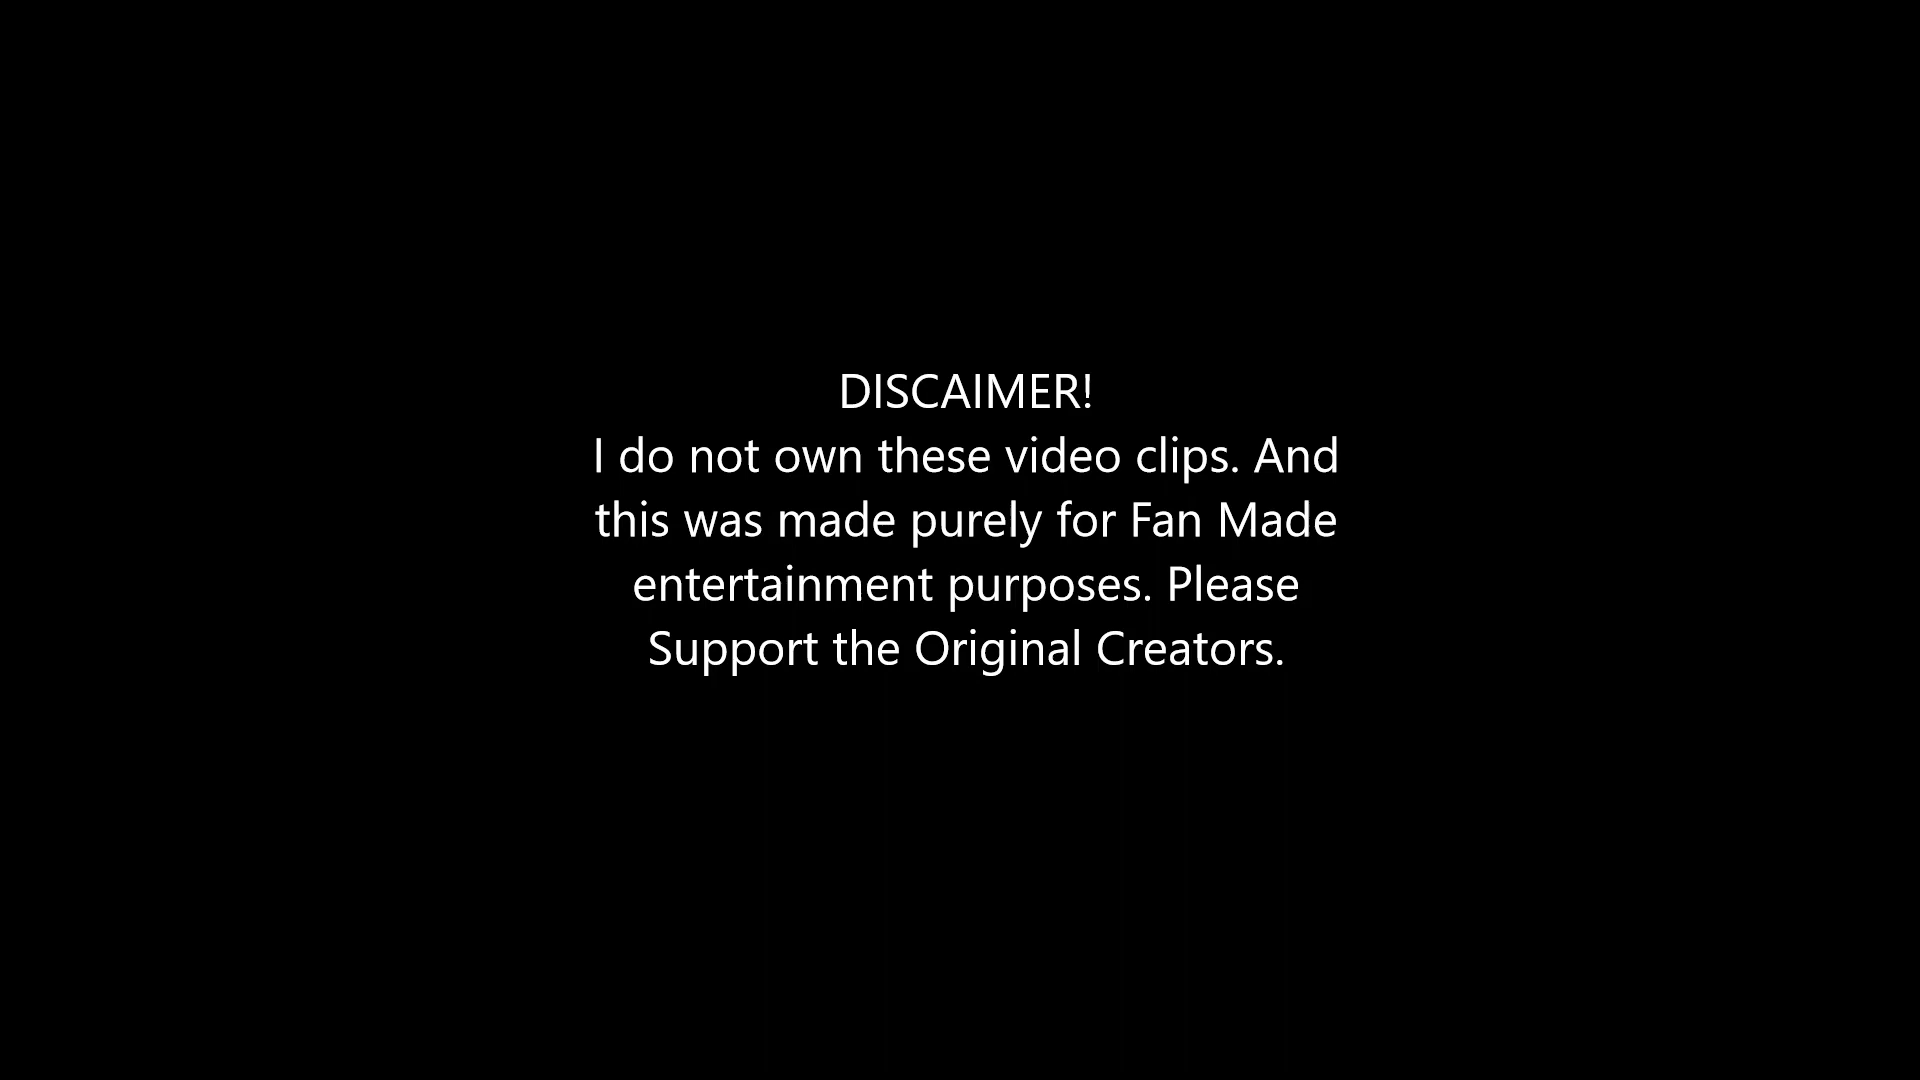 DISCAIMER!
I do not own these video clips. And
this was made purely for Fan Made
entertainment purposes. Please
Support the Original Creators.